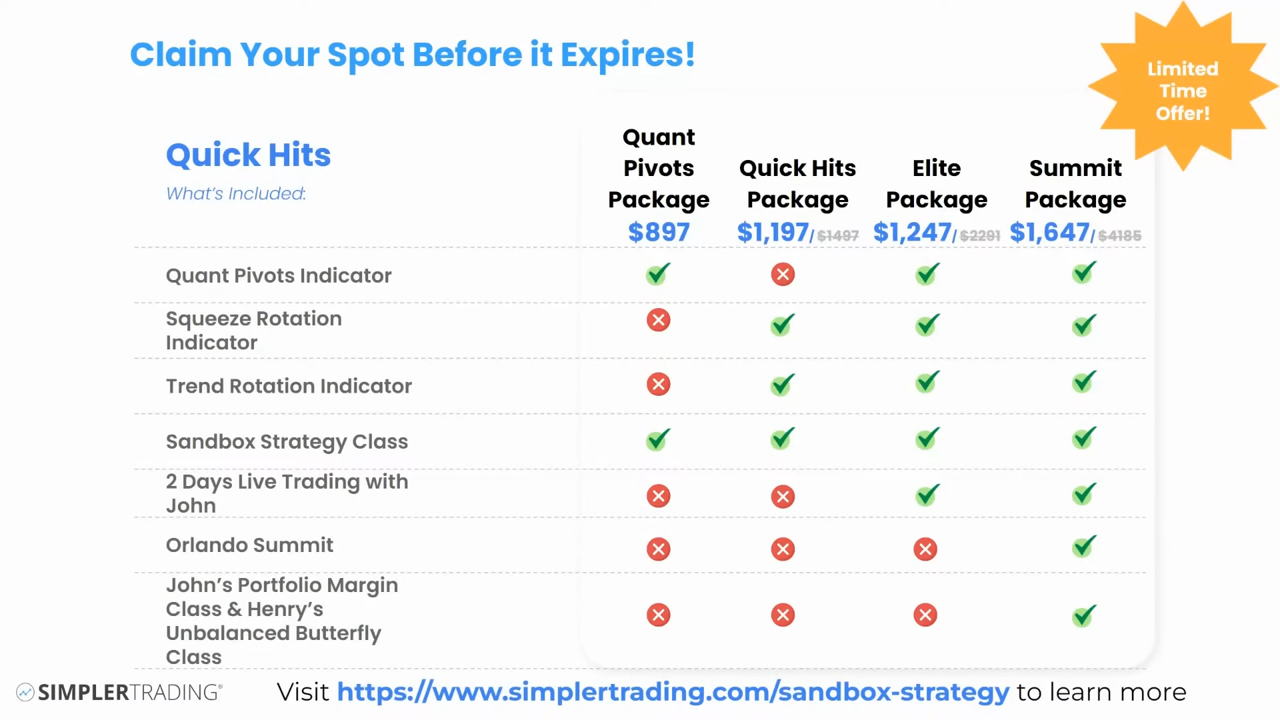 Claim Your Spot Before it Expires!
Limited
Time
Offer!
Quick Hits
What's Included:
Quant
Pivots
Package
$897
Quick Hits
Package
$1,197/ $1497
Elite
Package
$1,247/ $2291
Summit
Package
$1,647/ $4185
Quant Pivots Indicator
Squeeze Rotation
Indicator
Trend Rotation Indicator
Sandbox Strategy Class
2 Days Live Trading with
John
Orlando Summit
John's Portfolio Margin
Class & Henry's
Unbalanced Butterfly
Class
SIMPLERTRADING®
Visit https://www.simplertrading.com/sandbox-strategy to learn more